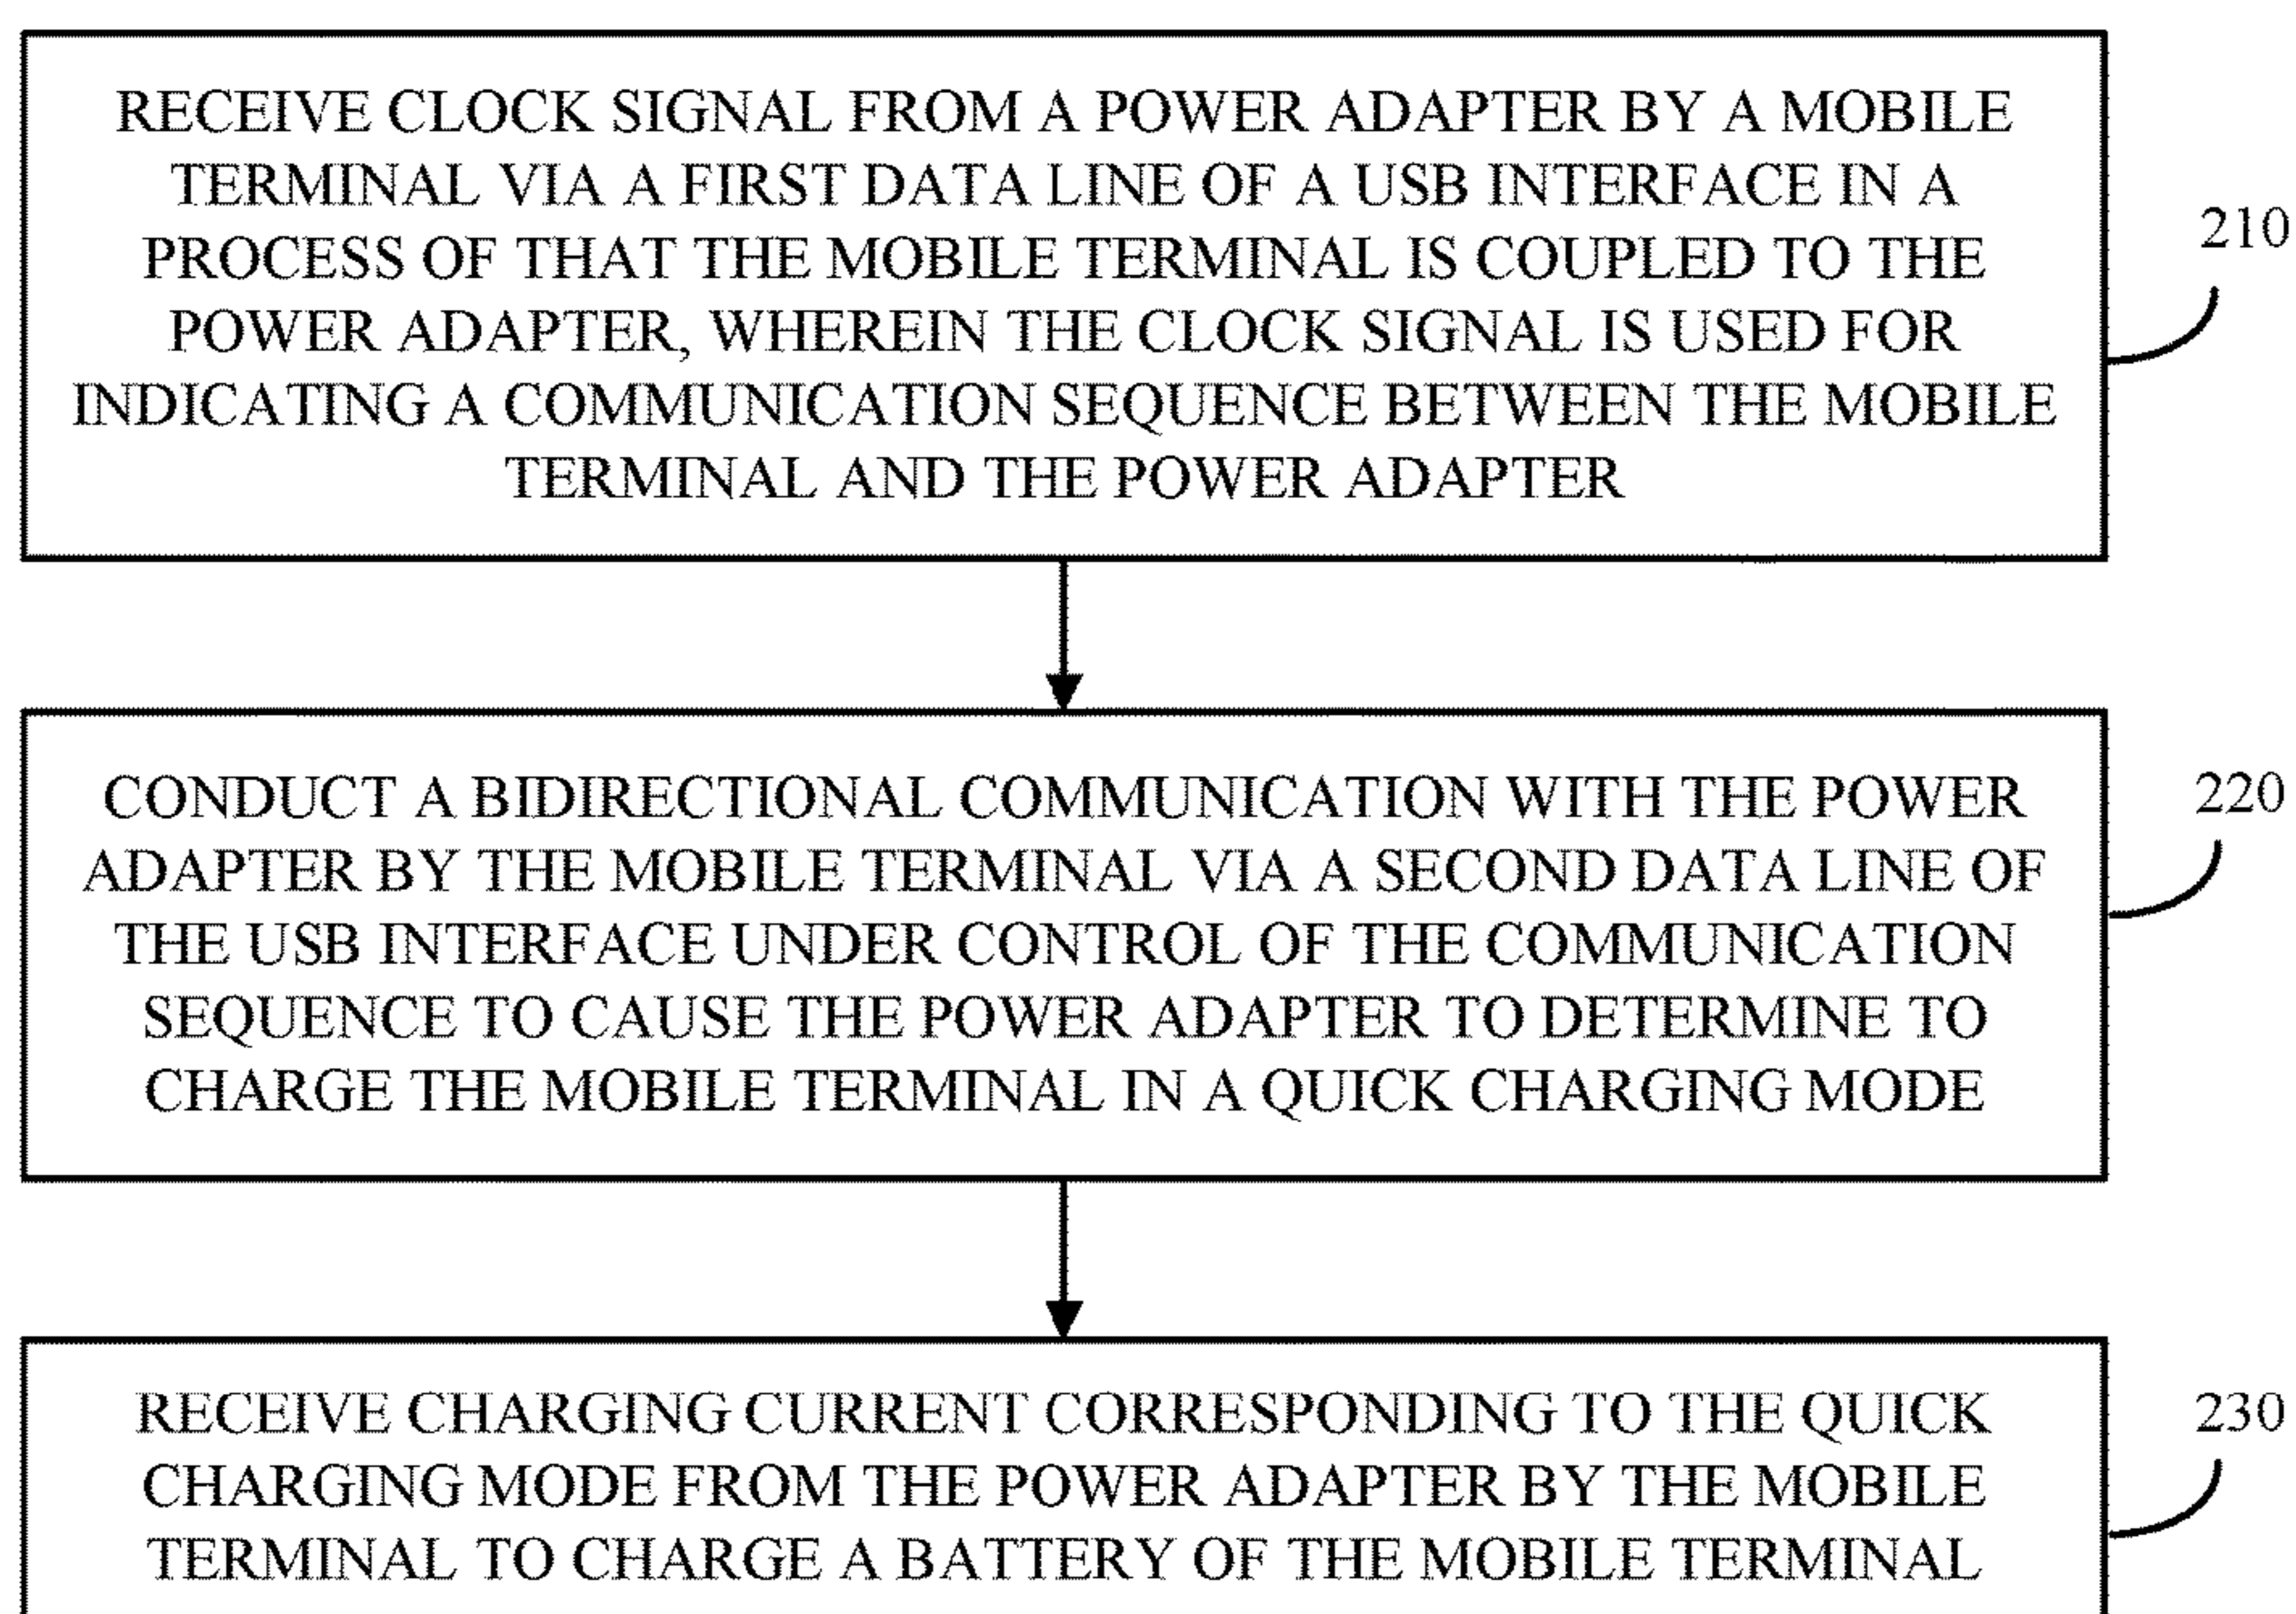 RECEIVE CLOCK SIGNAL FROM A POWER ADAPTER BY A MOBILE
TERMINAL VIA A FIRST DATA LINE OF A USB INTERFACE IN A
PROCESS OF THAT THE MOBILE TERMINAL IS COUPLED TO THE
POWER ADAPTER, WHEREIN THE CLOCK SIGNAL IS USED FOR
INDICATING A COMMUNICATION SEQUENCE BETWEEN THE MOBILE
TERMINAL AND THE POWER ADAPTER
210
CONDUCT A BIDIRECTIONAL COMMUNICATION WITH THE POWER
ADAPTER BY THE MOBILE TERMINAL VIA A SECOND DATA LINE OF
THE USB INTERFACE UNDER CONTROL OF THE COMMUNICATION
SEQUENCE TO CAUSE THE POWER ADAPTER TO DETERMINE TO
CHARGE THE MOBILE TERMINAL IN A QUICK CHARGING MODE
220
RECEIVE CHARGING CURRENT CORRESPONDING TO THE QUICK
CHARGING MODE FROM THE POWER ADAPTER BY THE MOBILE
TERMINAL TO CHARGE A BATTERY OF THE MOBILE TERMINAL
230